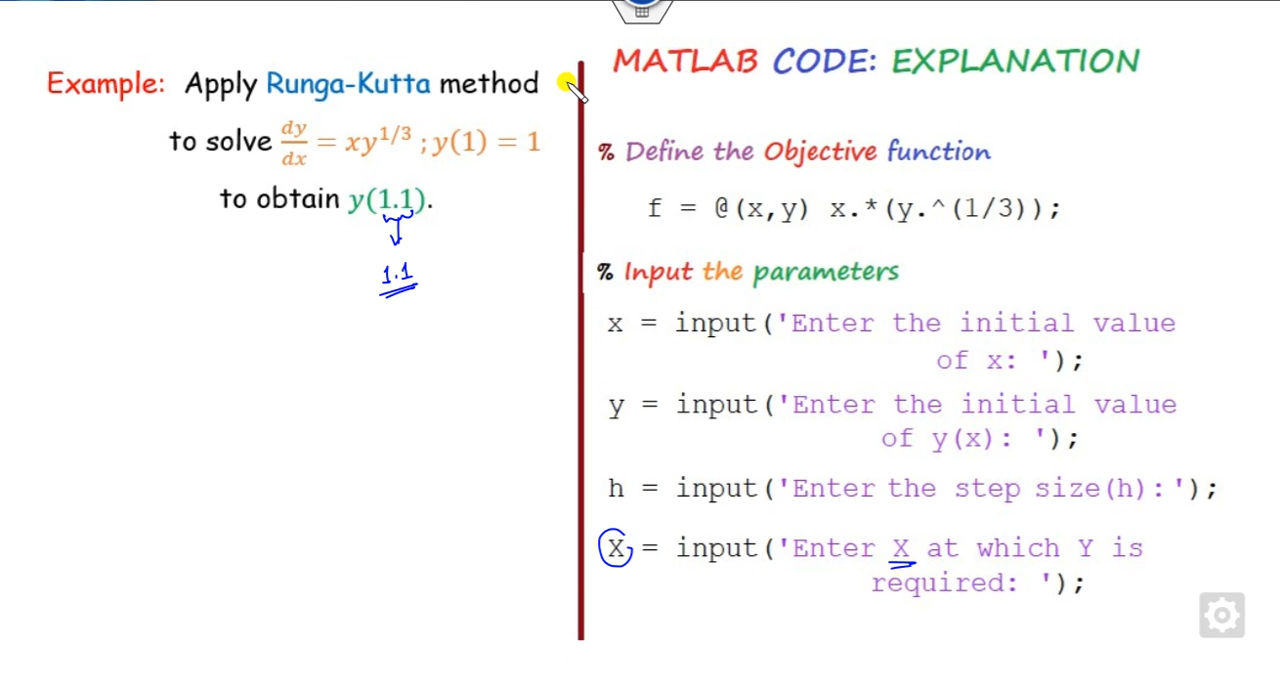 Example: Apply Runga-Kutta method
to solve dy/dx = xy^1/3 ; y(1) = 1
to obtain y(1.1).
1.1
MATLAB CODE: EXPLANATION
% Define the Objective function
f = @(x,y) x.*(y.^(1/3));
% Input the parameters
x = input('Enter the initial value
of x: ');
y = input('Enter the initial value
of y(x): ');
h = input('Enter the step size(h):');
X = input('Enter X at which Y is
required: ');